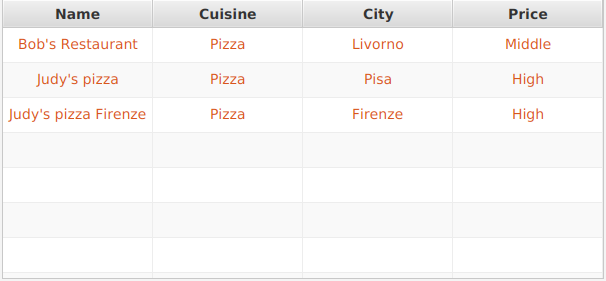 Name Cuisine City Price
Bob's Restaurant Pizza Livorno Middle
Judy's pizza Pizza Pisa High
Judy's pizza Firenze Pizza Firenze High